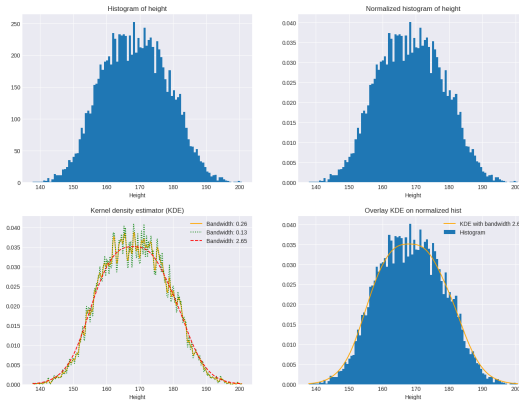 Histogram of height
250
200
150
100
50
0
140 150 160 170 180 190 200
Height
Normalized histogram of height
0.040
0.035
0.030
0.025
0.020
0.015
0.010
0.005
0.000
140 150 160 170 180 190 200
Height
Kernel density estimator (KDE)
0.040
0.035
0.030
0.025
0.020
0.015
0.010
0.005
0.000
Bandwidth: 0.26
Bandwidth: 0.13
Bandwidth: 2.65
140 150 160 170 180 190 200
Height
Overlay KDE on normalized hist
0.040
0.035
0.030
0.025
0.020
0.015
0.010
0.005
0.000
KDE with bandwidth 2.6
Histogram
140 150 160 170 180 190 200
Height